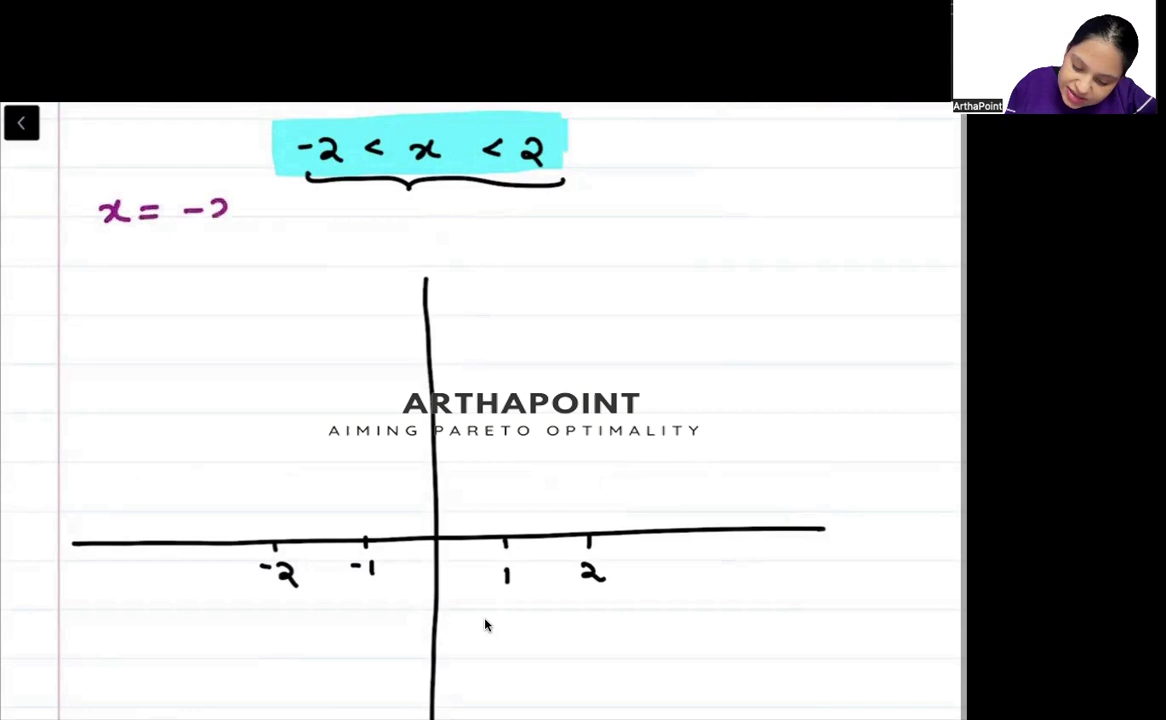 ArthaPoint
-2 < x < 2
x = -2
ARTHAPOINT
AIMING PARETO OPTIMALITY
-2 -1 1 2